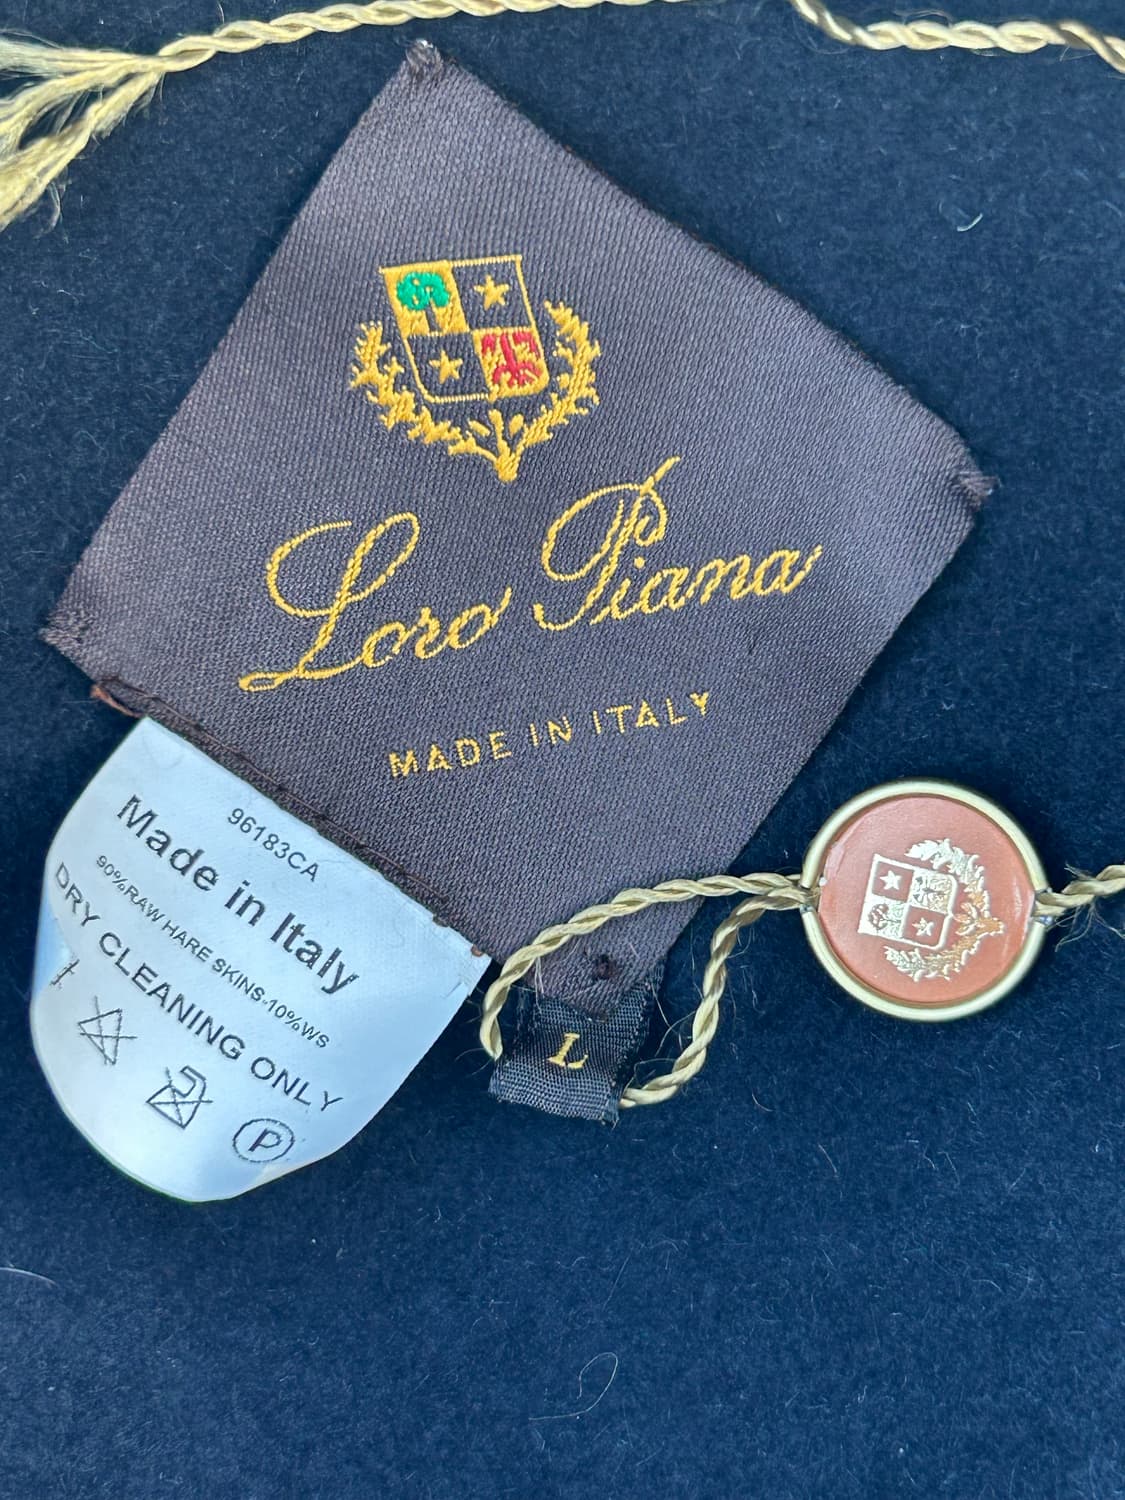 Loro Piana
MADE IN ITALY
96183CA
Made in Italy
90%RAW HARE SKINS-10%WS
DRY CLEANING ONLY
P
L